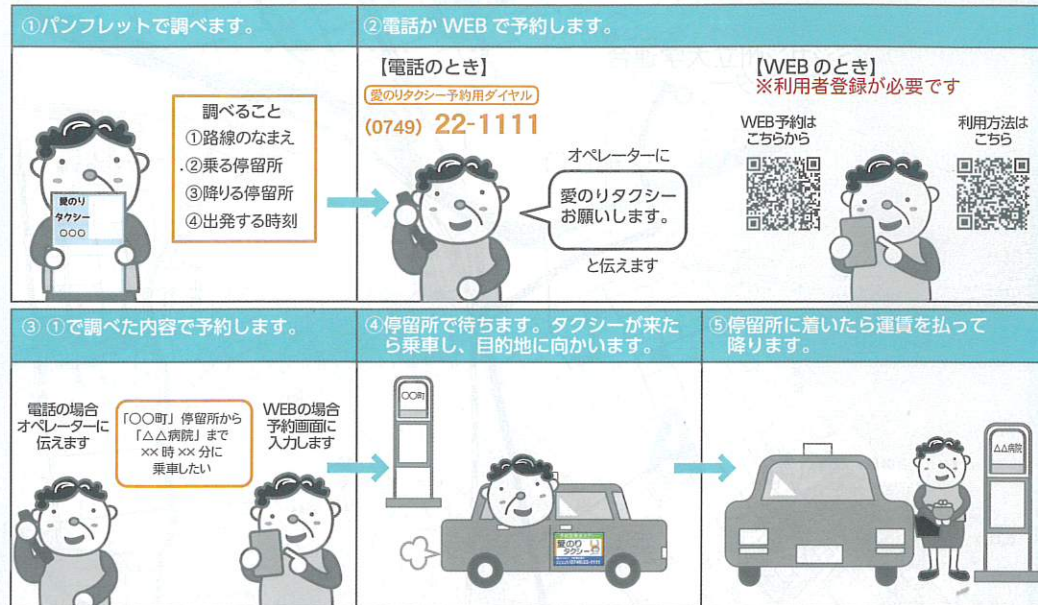 ①パンフレットで調べます。
調べること
①路線のなまえ
.②乗る停留所
③降りる停留所
④出発する時刻
愛のり
タクシー
○○○
②電話か WEB で予約します。
【電話のとき】
愛のりタクシー予約用ダイヤル
(0749) 22-1111
オペレーターに
愛のりタクシー
お願いします。
と伝えます
【WEB のとき】
※利用者登録が必要です
WEB予約は
こちらから
利用方法は
こちら
③ ①で調べた内容で予約します。
電話の場合
オペレーターに
伝えます
「○○町」停留所から
「△△病院」まで
×× 時 ×× 分に
乗車したい
WEBの場合
予約画面に
入力します
④停留所で待ちます。タクシーが来た
ら乗車し、目的地に向かいます。
○○町
愛のり
タクシー
⑤停留所に着いたら運賃を払って
降ります。
△△病院